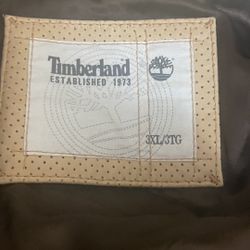 Timberland
ESTABLISHED 1973
3XL/3TG